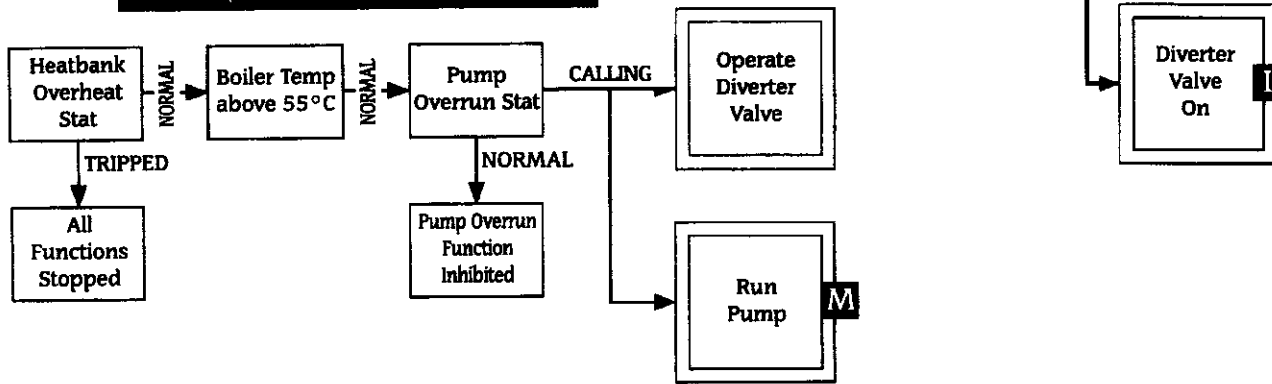 Heatbank
Overheat
Stat
NORMAL
Boiler Temp
above 55°C
NORMAL
Pump
Overrun Stat
CALLING
Operate
Diverter
Valve
Diverter
Valve
On
TRIPPED
NORMAL
All
Functions
Stopped
Pump Overrun
Function
Inhibited
Run
Pump
M